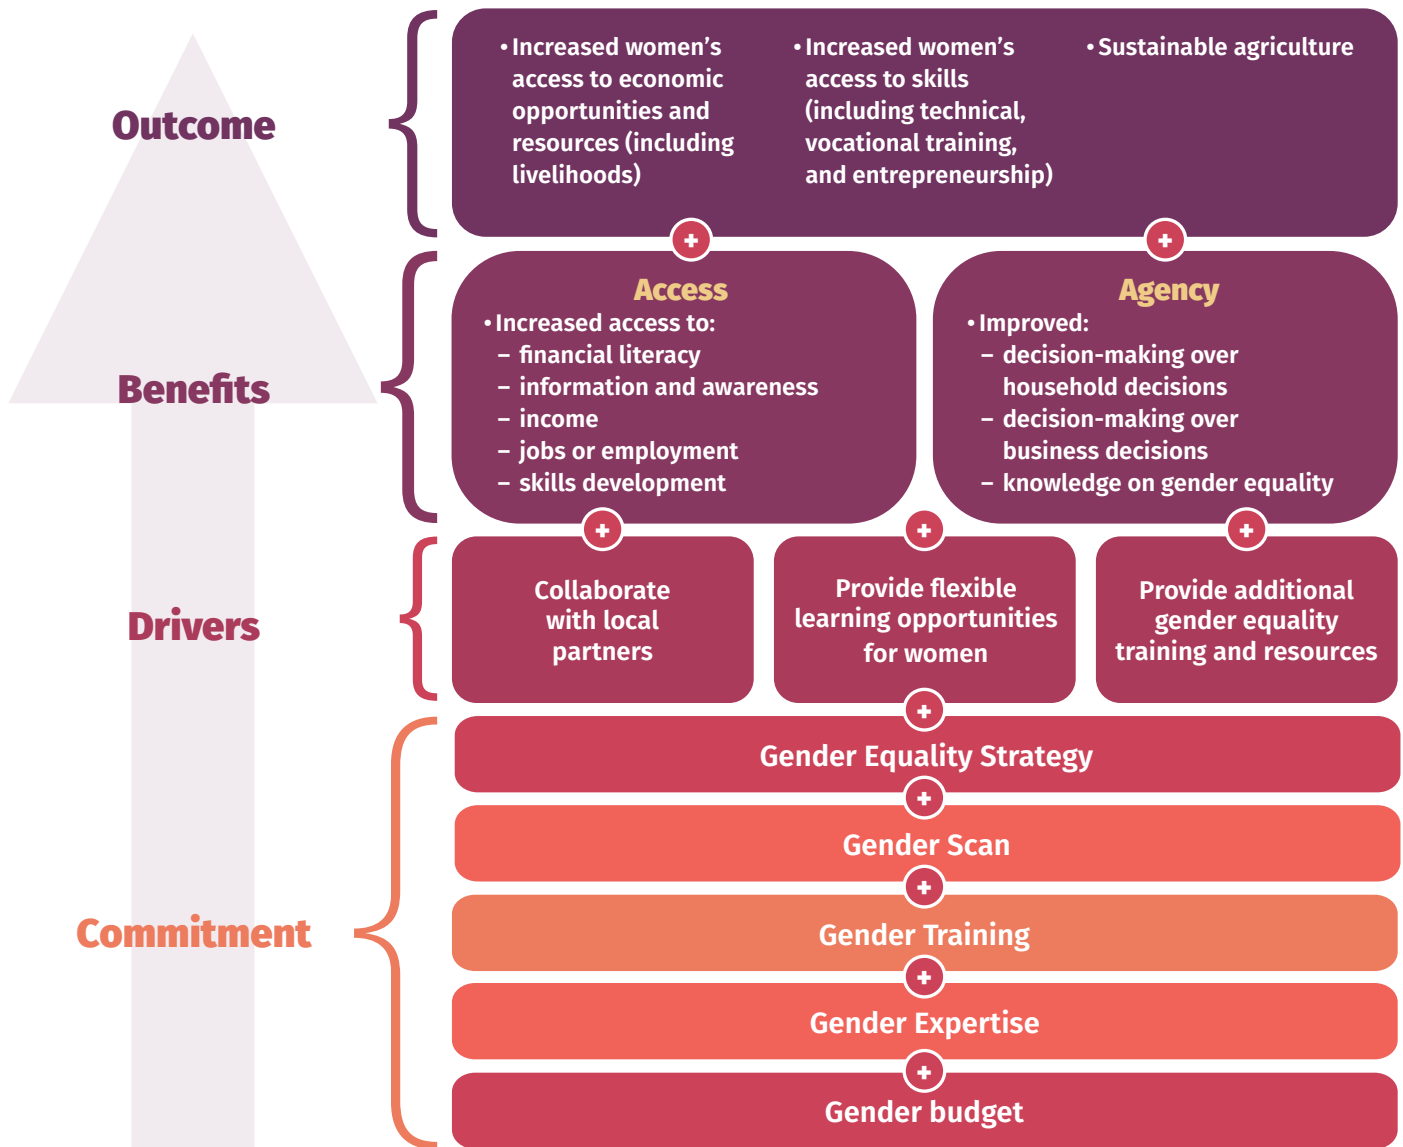 Outcome
• Increased women's
access to economic
opportunities and
resources (including
livelihoods)
• Increased women's
access to skills
(including technical,
vocational training,
and entrepreneurship)
• Sustainable agriculture
+
+
Benefits
Access
• Increased access to:
– financial literacy
– information and awareness
– income
– jobs or employment
– skills development
Agency
• Improved:
– decision-making over
household decisions
– decision-making over
business decisions
– knowledge on gender equality
+
+
+
Drivers
Collaborate
with local
partners
Provide flexible
learning opportunities
for women
Provide additional
gender equality
training and resources
+
Commitment
Gender Equality Strategy
+
Gender Scan
+
Gender Training
+
Gender Expertise
+
Gender budget